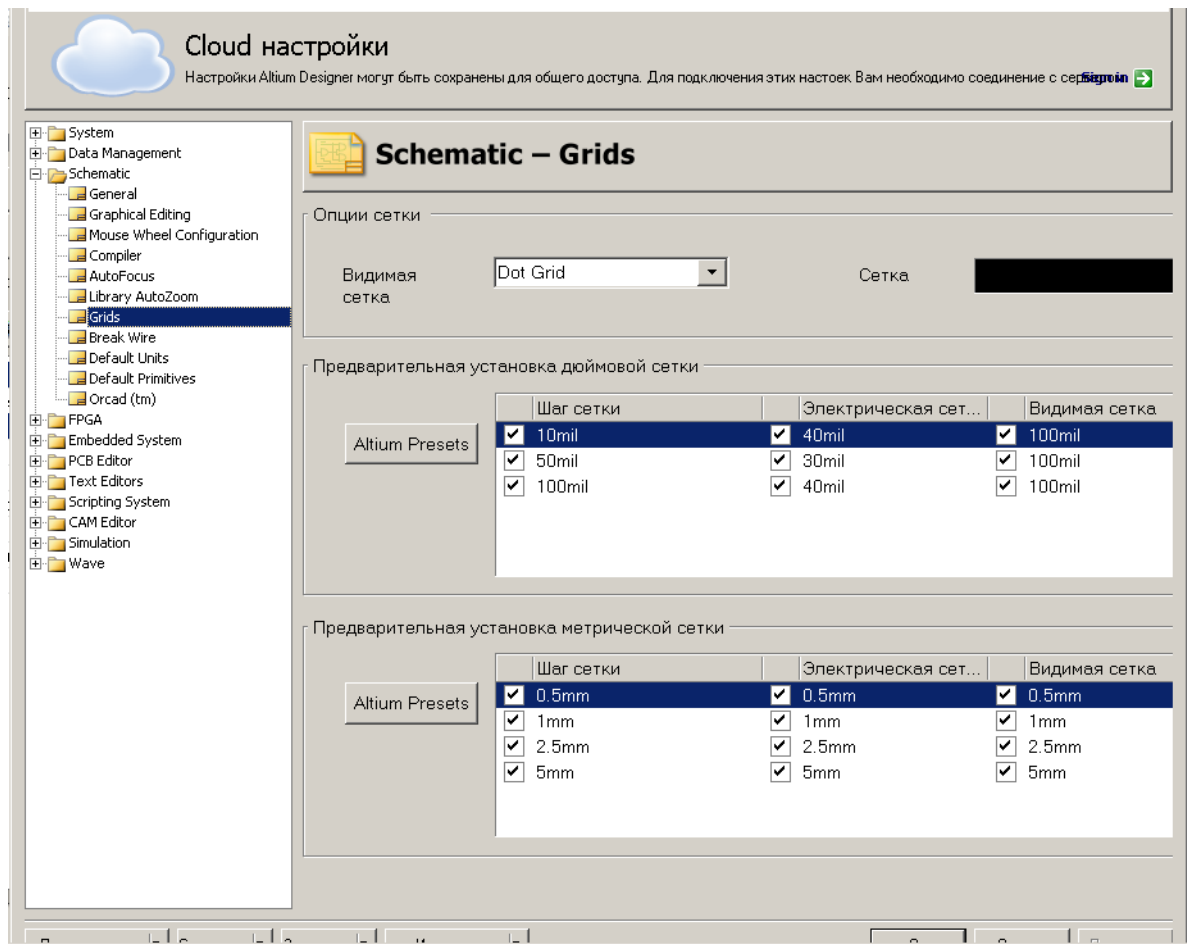 Cloud настройки
Настройки Altium Designer могут быть сохранены для общего доступа. Для подключения этих настоек Вам необходимо соединение с
Sign in
System
Data Management
Schematic
General
Graphical Editing
Mouse Wheel Configuration
Compiler
AutoFocus
Library AutoZoom
Grids
Break Wire
Default Units
Default Primitives
Orcad (tm)
FPGA
Embedded System
PCB Editor
Text Editors
Scripting System
CAM Editor
Simulation
Wave
Schematic – Grids
Опции сетки
Видимая сетка
Dot Grid
Сетка
Предварительная установка дюймовой сетки
Altium Presets
Шаг сетки Электрическая сет... Видимая сетка
10mil 40mil 100mil
50mil 30mil 100mil
100mil 40mil 100mil
Предварительная установка метрической сетки
Altium Presets
Шаг сетки Электрическая сет... Видимая сетка
0.5mm 0.5mm 0.5mm
1mm 1mm 1mm
2.5mm 2.5mm 2.5mm
5mm 5mm 5mm